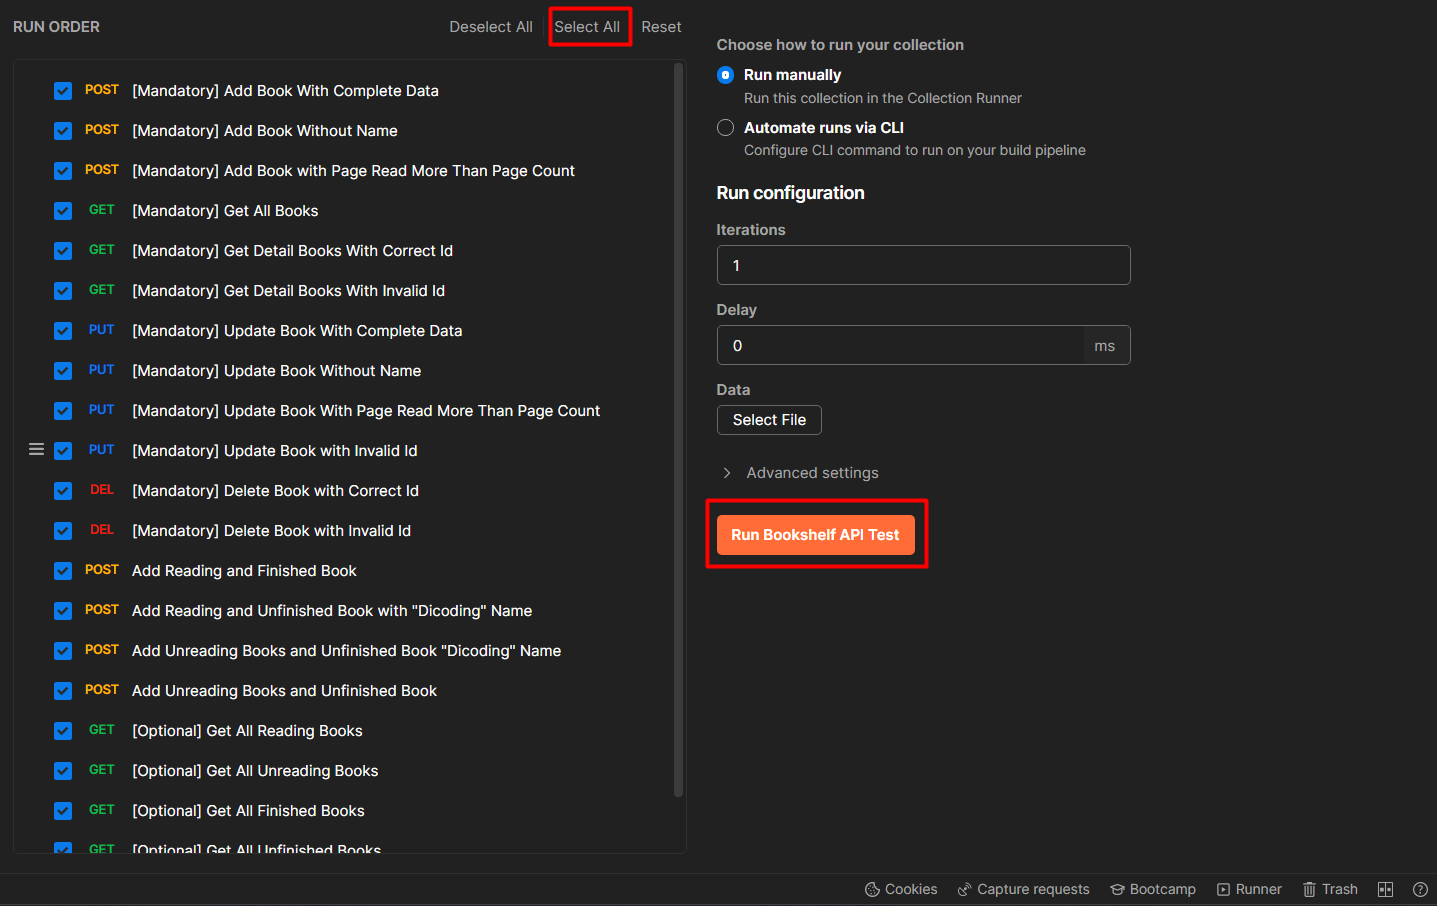 RUN ORDER
Deselect All
Select All
Reset
POST [Mandatory] Add Book With Complete Data
POST [Mandatory] Add Book Without Name
POST [Mandatory] Add Book with Page Read More Than Page Count
GET [Mandatory] Get All Books
GET [Mandatory] Get Detail Books With Correct Id
GET [Mandatory] Get Detail Books With Invalid Id
PUT [Mandatory] Update Book With Complete Data
PUT [Mandatory] Update Book Without Name
PUT [Mandatory] Update Book With Page Read More Than Page Count
PUT [Mandatory] Update Book with Invalid Id
DEL [Mandatory] Delete Book with Correct Id
DEL [Mandatory] Delete Book with Invalid Id
POST Add Reading and Finished Book
POST Add Reading and Unfinished Book with "Dicoding" Name
POST Add Unreading Books and Unfinished Book "Dicoding" Name
POST Add Unreading Books and Unfinished Book
GET [Optional] Get All Reading Books
GET [Optional] Get All Unreading Books
GET [Optional] Get All Finished Books
GET [Optional] Get All Unfinished Books
Choose how to run your collection
Run manually
Run this collection in the Collection Runner
Automate runs via CLI
Configure CLI command to run on your build pipeline
Run configuration
Iterations
1
Delay
0 ms
Data
Select File
Advanced settings
Run Bookshelf API Test
Cookies
Capture requests
Bootcamp
Runner
Trash